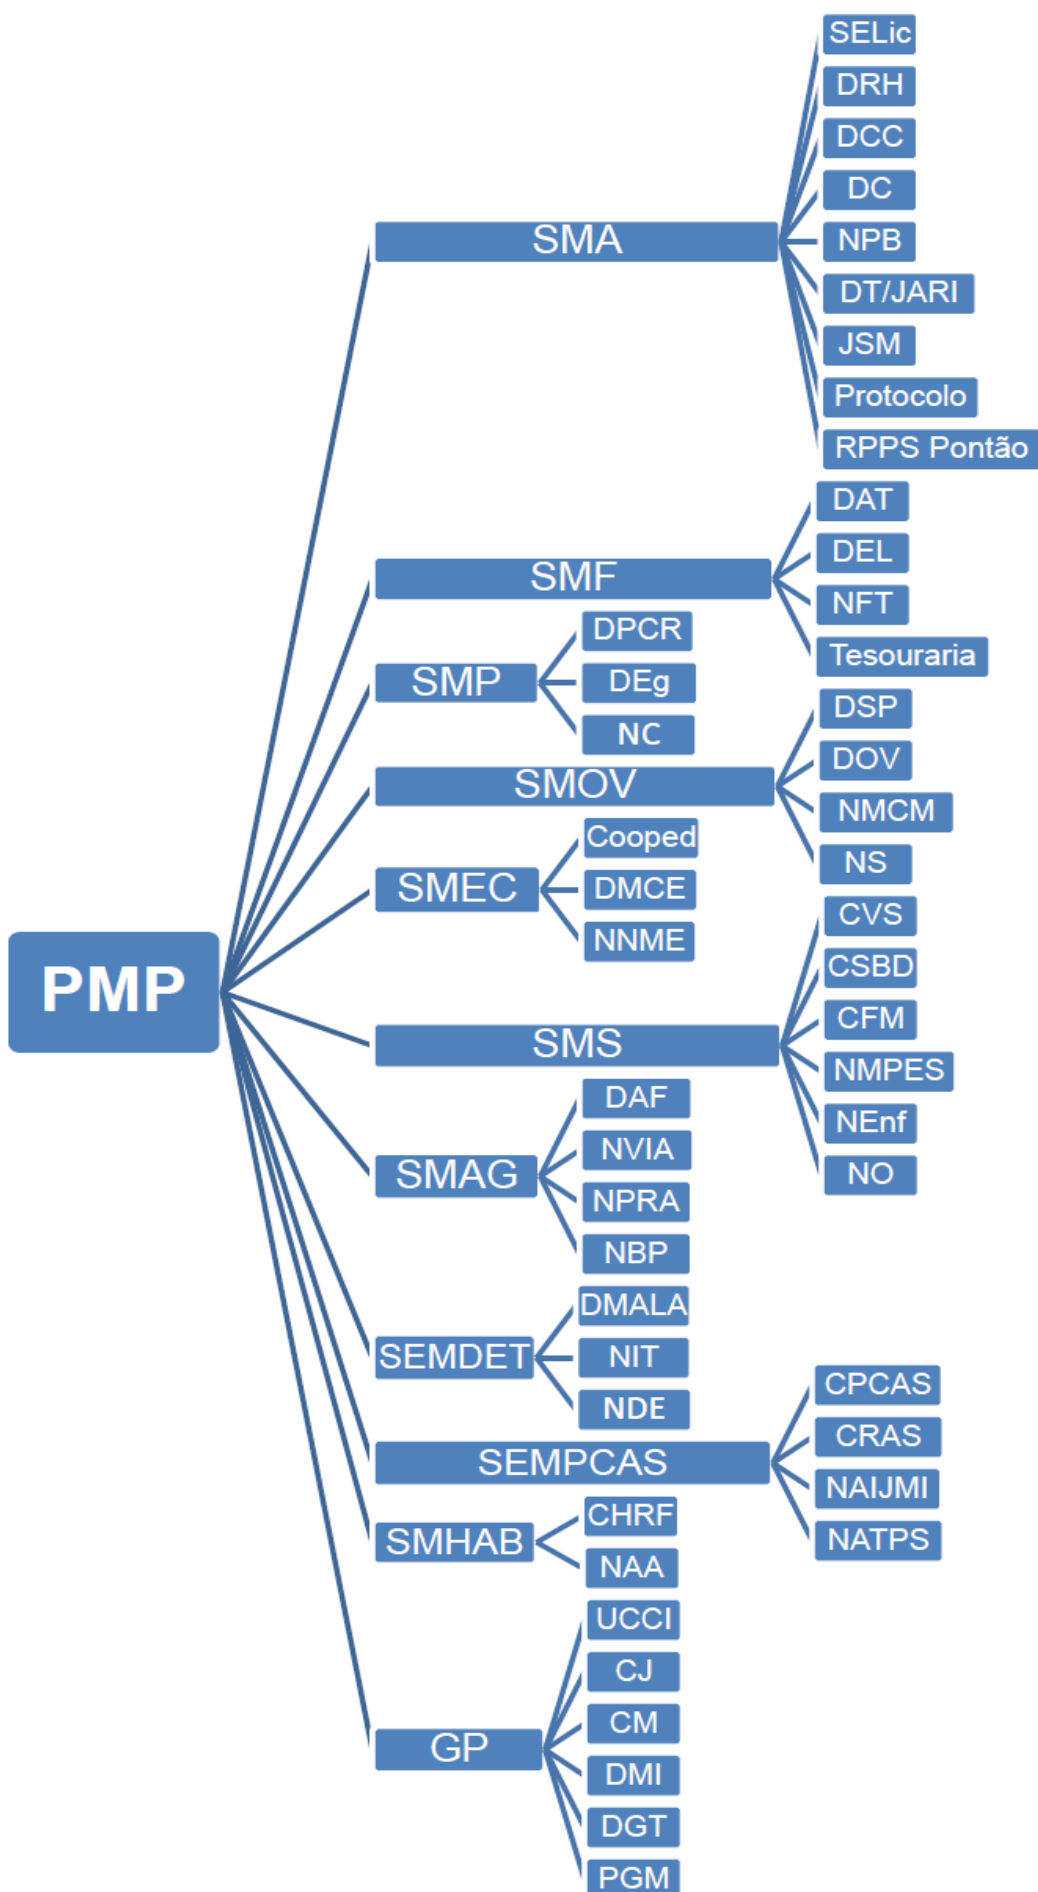 PMP
SMA
SELic
DRH
DCC
DC
NPB
DT/JARI
JSM
Protocolo
RPPS Pontão
SMF
DAT
DEL
NFT
Tesouraria
SMP
DPCR
DEg
NC
SMOV
DSP
DOV
NMCM
NS
SMEC
Cooped
DMCE
NNME
SMS
CVS
CSBD
CFM
NMPES
NEnf
NO
SMAG
DAF
NVIA
NPRA
NBP
SEMDET
DMALA
NIT
NDE
SEMPCAS
CPCAS
CRAS
NAIJMI
NATPS
SMHAB
CHRF
NAA
GP
UCCI
CJ
CM
DMI
DGT
PGM